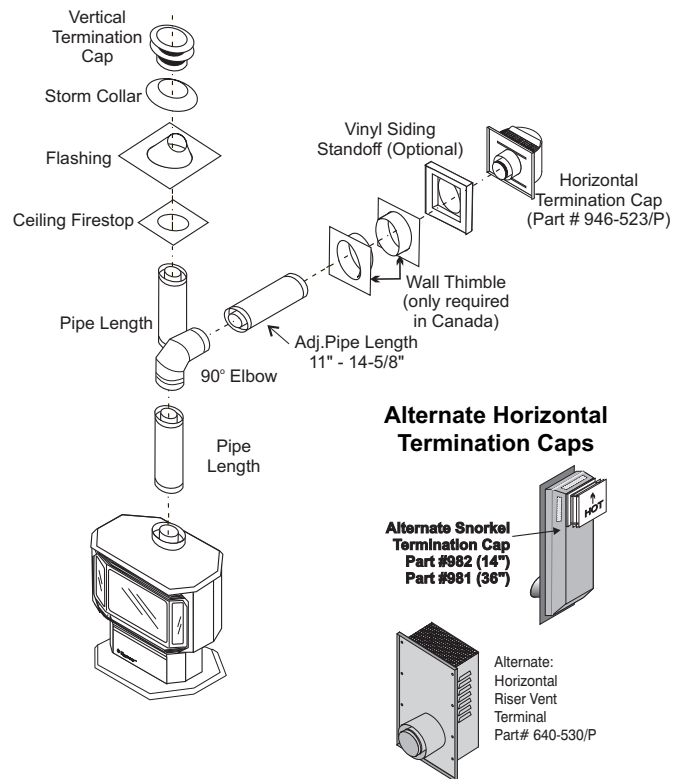 Vertical
Termination
Cap
Storm Collar
Flashing
Ceiling Firestop
Pipe Length
90° Elbow
Pipe
Length
Vinyl Siding
Standoff (Optional)
Horizontal
Termination Cap
(Part # 946-523/P)
Wall Thimble
(only required
in Canada)
Adj.Pipe Length
11" - 14-5/8"
Alternate Horizontal
Termination Caps
Alternate Snorkel
Termination Cap
Part #982 (14")
Part #981 (36")
HOT
Alternate:
Horizontal
Riser Vent
Terminal
Part# 640-530/P